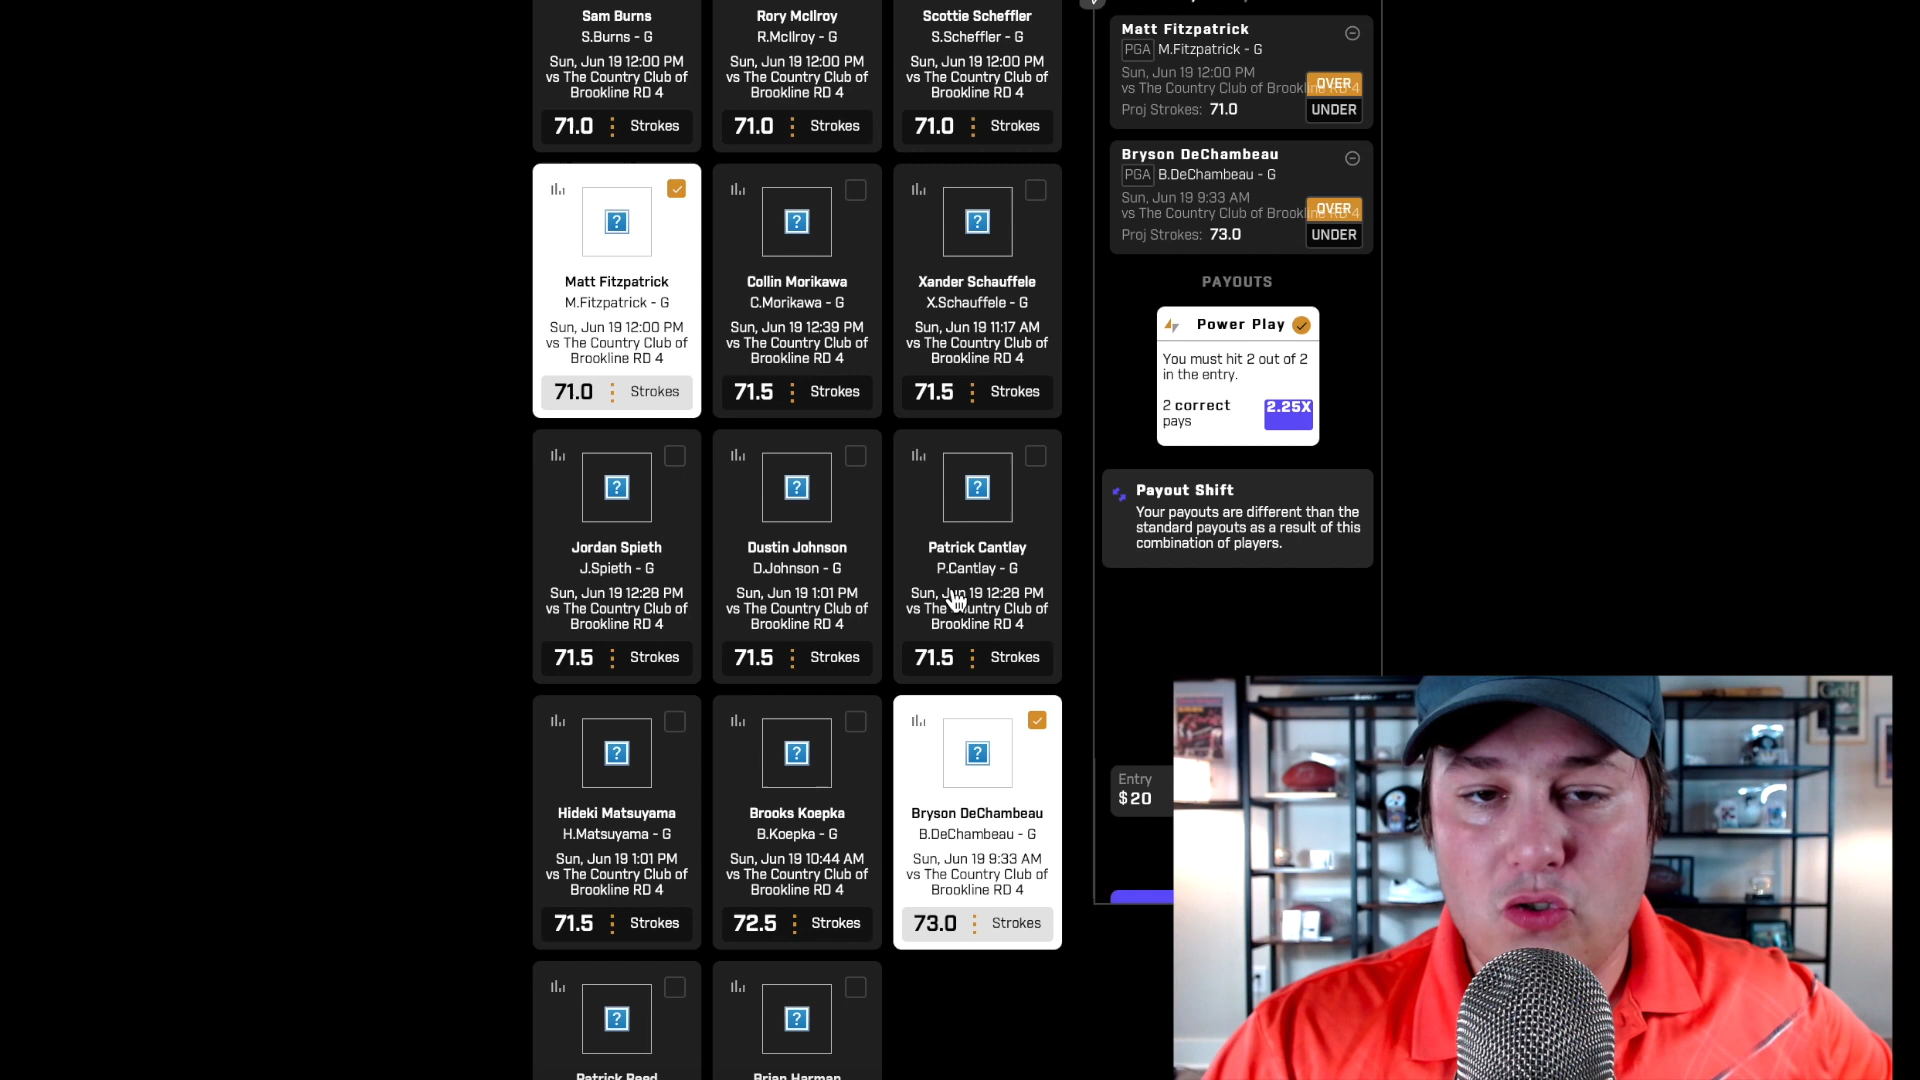 Sam Burns
S.Burns - G
Sun, Jun 19 12:00 PM
vs The Country Club of
Brookline RD 4
71.0 Strokes
Rory McIlroy
R.McIlroy - G
Sun, Jun 19 12:00 PM
vs The Country Club of
Brookline RD 4
71.0 Strokes
Scottie Scheffler
S.Scheffler - G
Sun, Jun 19 12:00 PM
vs The Country Club of
Brookline RD 4
71.0 Strokes
Matt Fitzpatrick
M.Fitzpatrick - G
Sun, Jun 19 12:00 PM
vs The Country Club of
Brookline RD 4
71.0 Strokes
Collin Morikawa
C.Morikawa - G
Sun, Jun 19 12:39 PM
vs The Country Club of
Brookline RD 4
71.5 Strokes
Xander Schauffele
X.Schauffele - G
Sun, Jun 19 11:17 AM
vs The Country Club of
Brookline RD 4
71.5 Strokes
Jordan Spieth
J.Spieth - G
Sun, Jun 19 12:28 PM
vs The Country Club of
Brookline RD 4
71.5 Strokes
Dustin Johnson
D.Johnson - G
Sun, Jun 19 1:01 PM
vs The Country Club of
Brookline RD 4
71.5 Strokes
Patrick Cantlay
P.Cantlay - G
Sun, Jun 19 12:28 PM
vs The Country Club of
Brookline RD 4
71.5 Strokes
Hideki Matsuyama
H.Matsuyama - G
Sun, Jun 19 1:01 PM
vs The Country Club of
Brookline RD 4
71.5 Strokes
Brooks Koepka
B.Koepka - G
Sun, Jun 19 10:44 AM
vs The Country Club of
Brookline RD 4
72.5 Strokes
Bryson DeChambeau
B.DeChambeau - G
Sun, Jun 19 9:33 AM
vs The Country Club of
Brookline RD 4
73.0 Strokes
Patrick Reed
Brian Harman
Matt Fitzpatrick
PGA M.Fitzpatrick - G
Sun, Jun 19 12:00 PM
vs The Country Club of Brookline RD 4
OVER
Proj Strokes: 71.0
UNDER
Bryson DeChambeau
PGA B.DeChambeau - G
Sun, Jun 19 9:33 AM
vs The Country Club of Brookline RD 4
OVER
Proj Strokes: 73.0
UNDER
PAYOUTS
Power Play
You must hit 2 out of 2
in the entry.
2 correct
pays
2.25X
Payout Shift
Your payouts are different than the
standard payouts as a result of this
combination of players.
Entry
$20
Golf